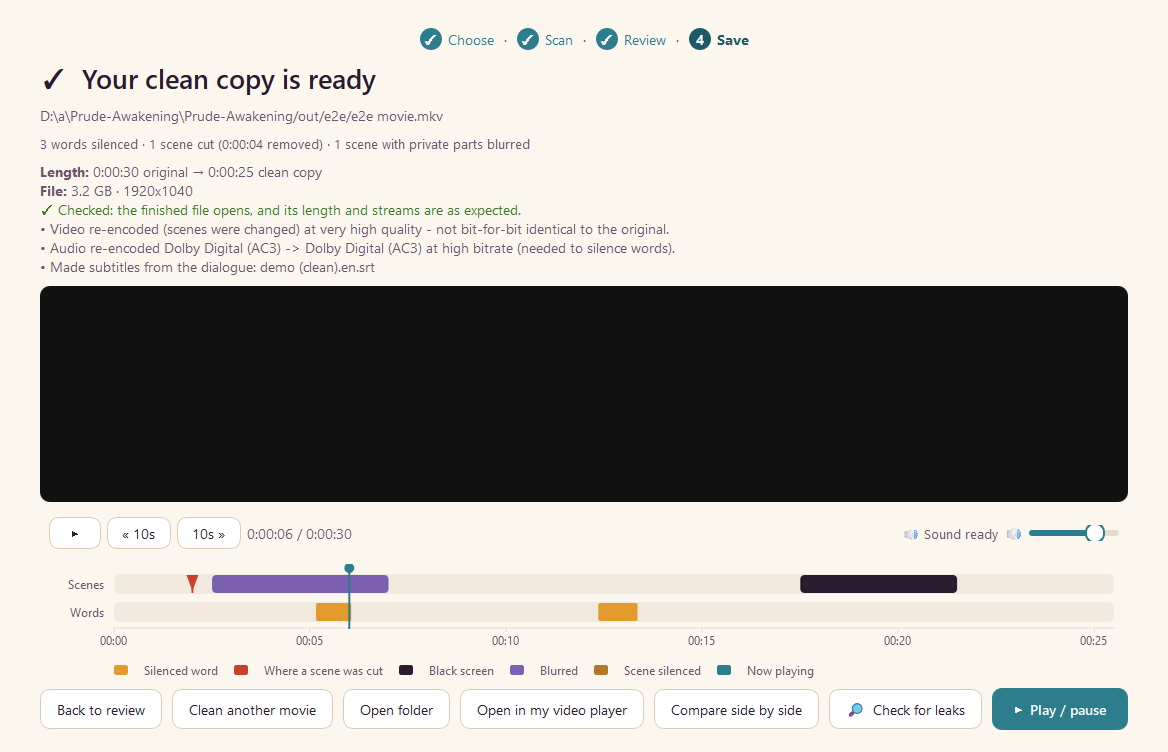 ✓ Choose · ✓ Scan · ✓ Review · 4 Save
✓ Your clean copy is ready
D:\a\Prude-Awakening\Prude-Awakening/out/e2e/e2e movie.mkv
3 words silenced · 1 scene cut (0:00:04 removed) · 1 scene with private parts blurred
Length: 0:00:30 original → 0:00:25 clean copy
File: 3.2 GB · 1920x1040
✓ Checked: the finished file opens, and its length and streams are as expected.
• Video re-encoded (scenes were changed) at very high quality - not bit-for-bit identical to the original.
• Audio re-encoded Dolby Digital (AC3) -> Dolby Digital (AC3) at high bitrate (needed to silence words).
• Made subtitles from the dialogue: demo (clean).en.srt
« 10s 10s » 0:00:06 / 0:00:30 Sound ready
Scenes
Words
00:00 00:05 00:10 00:15 00:20 00:25
Silenced word Where a scene was cut Black screen Blurred Scene silenced Now playing
Back to review Clean another movie Open folder Open in my video player Compare side by side Check for leaks Play / pause